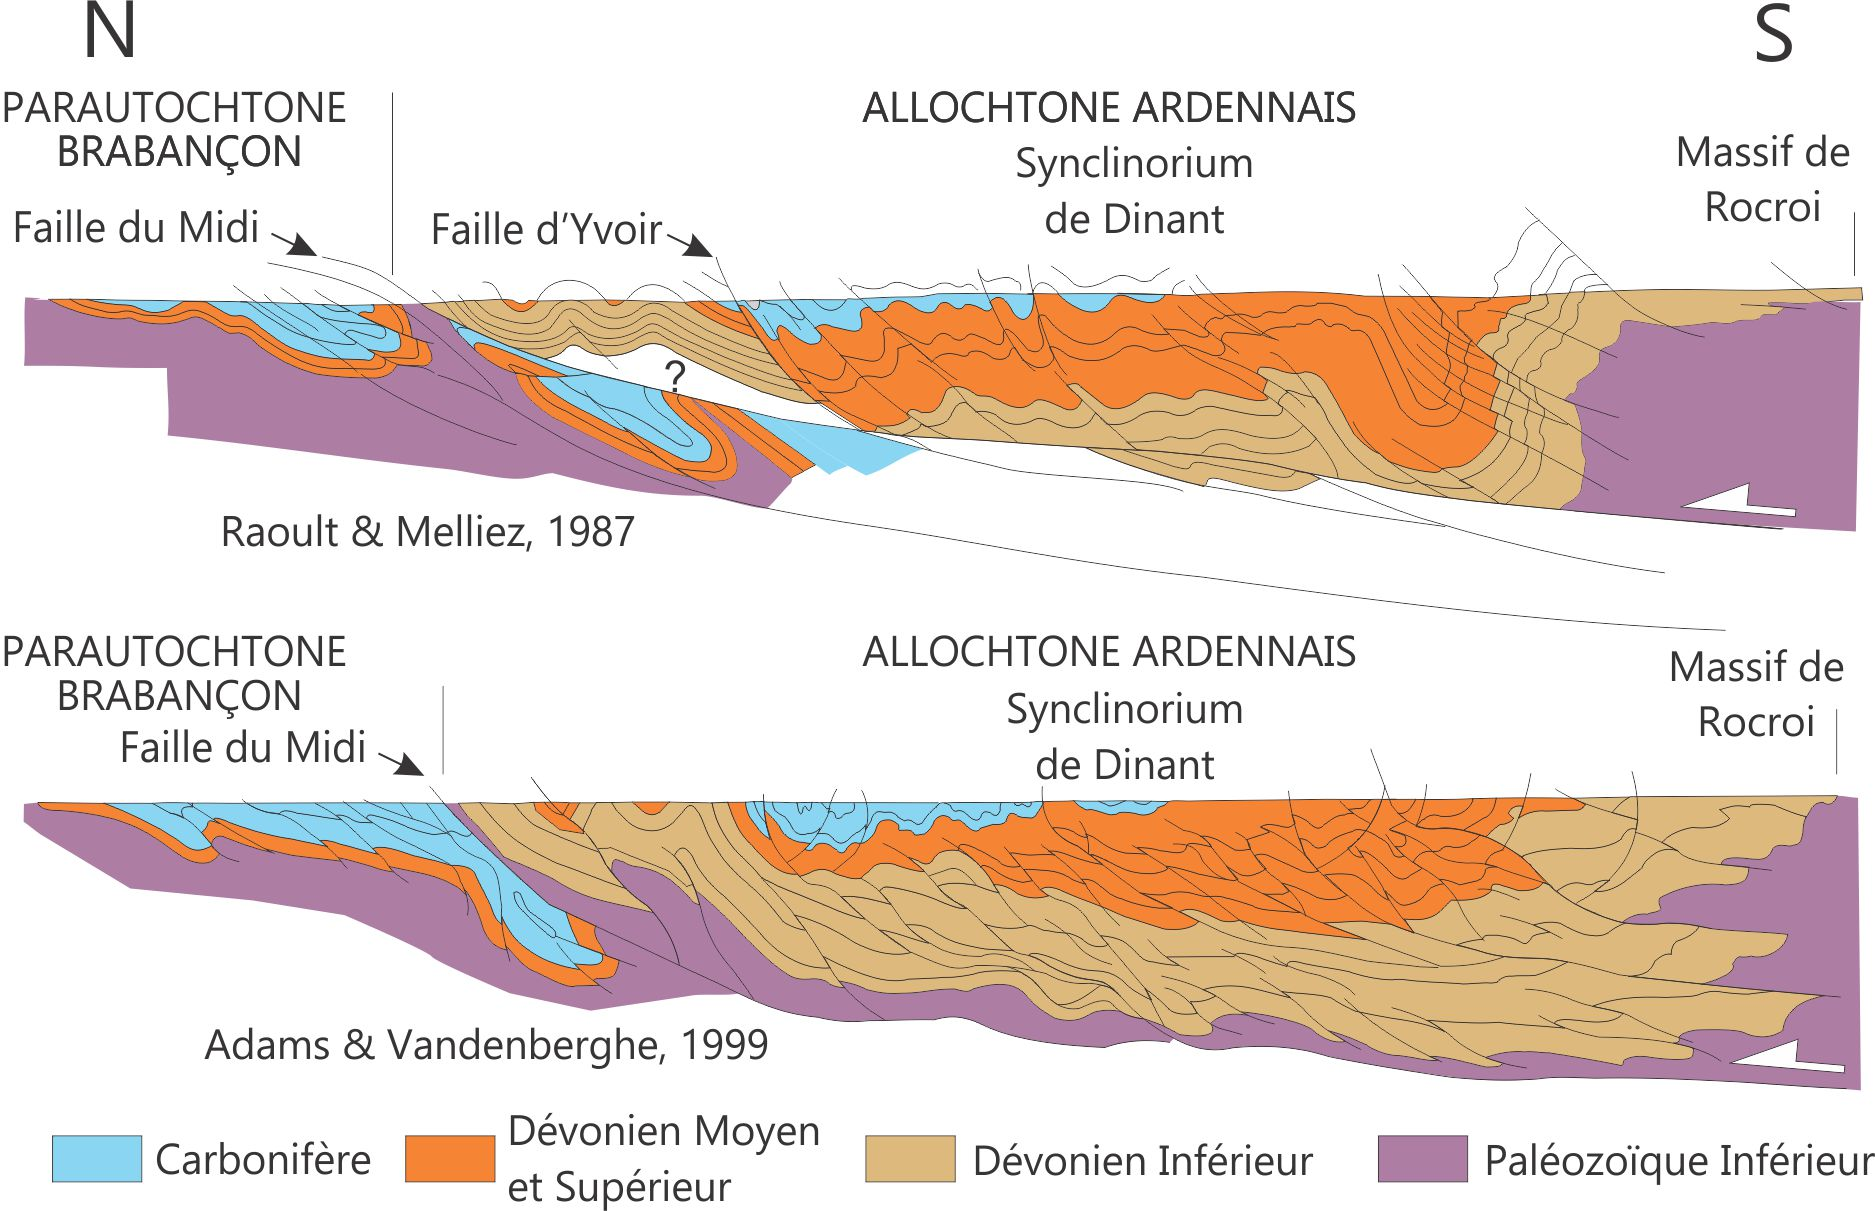 N
S
PARAUTOCHTONE
BRABANÇON
ALLOCHTONE ARDENNAIS
Synclinorium
de Dinant
Massif de
Rocroi
Faille du Midi
Faille d’Yvoir
?
Raoult & Melliez, 1987
PARAUTOCHTONE
BRABANÇON
ALLOCHTONE ARDENNAIS
Synclinorium
de Dinant
Massif de
Rocroi
Faille du Midi
Adams & Vandenberghe, 1999
Carbonifère
Dévonien Moyen
et Supérieur
Dévonien Inférieur
Paléozoïque Inférieur